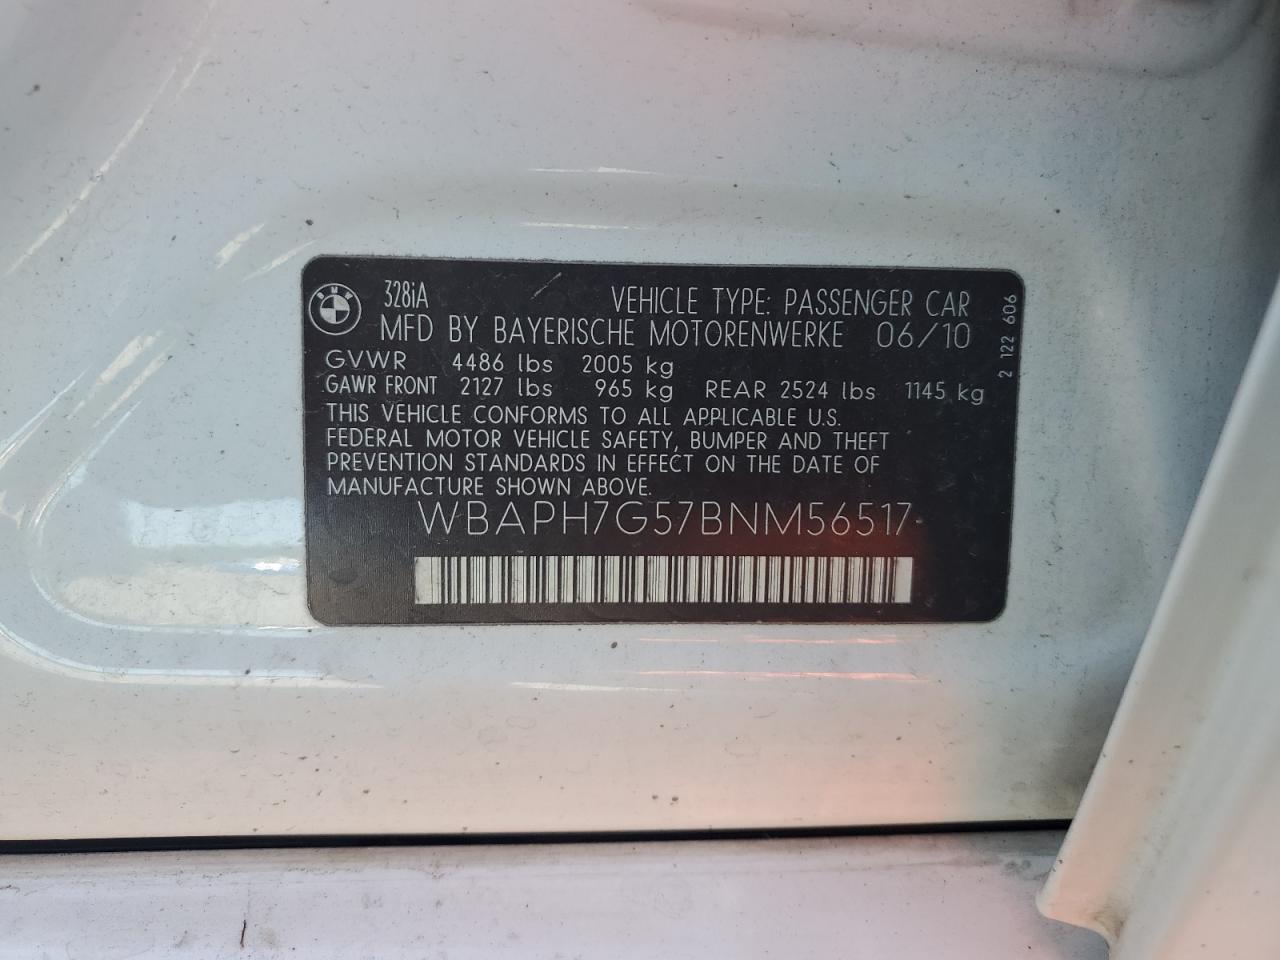 328iA VEHICLE TYPE: PASSENGER CAR
MFD BY BAYERISCHE MOTORENWERKE 06/10
GVWR 4486 lbs 2005 kg
GAWR FRONT 2127 lbs 965 kg REAR 2524 lbs 1145 kg
THIS VEHICLE CONFORMS TO ALL APPLICABLE U.S.
FEDERAL MOTOR VEHICLE SAFETY, BUMPER AND THEFT
PREVENTION STANDARDS IN EFFECT ON THE DATE OF
MANUFACTURE SHOWN ABOVE.
WBAPH7G57BNM56517
2 122 606
BMW